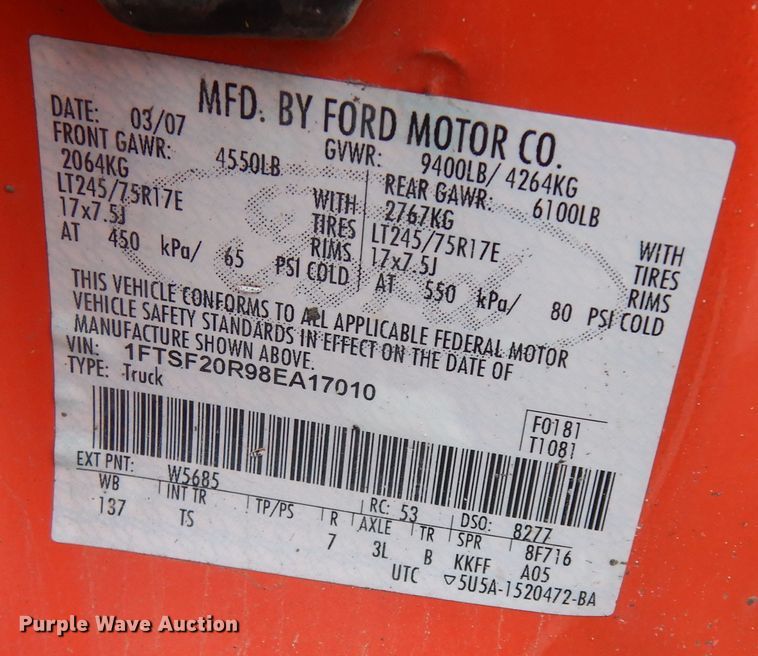 MFD. BY FORD MOTOR CO.
DATE: 03/07 GVWR: 9400LB/ 4264KG
FRONT GAWR: 4550LB REAR GAWR: 6100LB
2064KG WITH 2767KG WITH
LT245/75R17E TIRES LT245/75R17E TIRES
17x7.5J RIMS 17x7.5J RIMS
AT 450 kPa/ 65 PSI COLD AT 550 kPa/ 80 PSI COLD
THIS VEHICLE CONFORMS TO ALL APPLICABLE FEDERAL MOTOR
VEHICLE SAFETY STANDARDS IN EFFECT ON THE DATE OF
MANUFACTURE SHOWN ABOVE.
VIN: 1FTSF20R98EA17010
TYPE: Truck
F0181
T1081
EXT PNT: W5685 RC: 53 DSO: 8277
WB INT TR TP/PS R AXLE TR SPR 8F716
137 TS 7 3L B KKFF A05
UTC ▽5U5A-1520472-BA
Purple Wave Auction